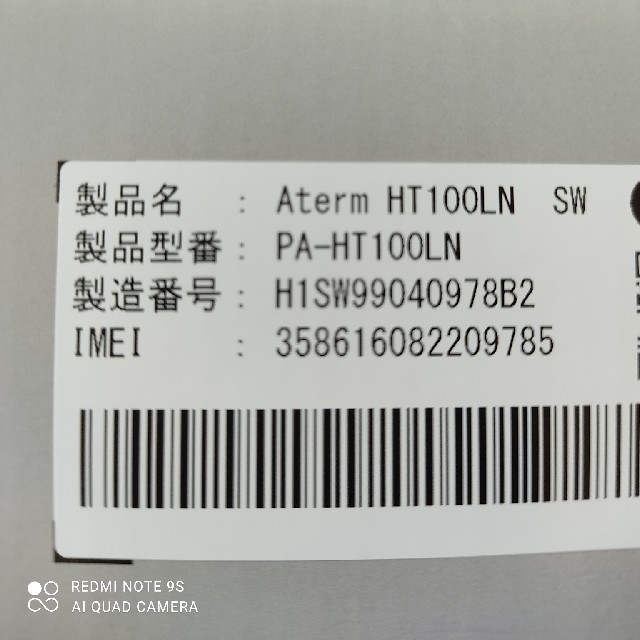 製品名 : Aterm HT100LN SW
製品型番 : PA-HT100LN
製造番号 : H1SW99040978B2
IMEI : 358616082209785
REDMI NOTE 9S
AI QUAD CAMERA